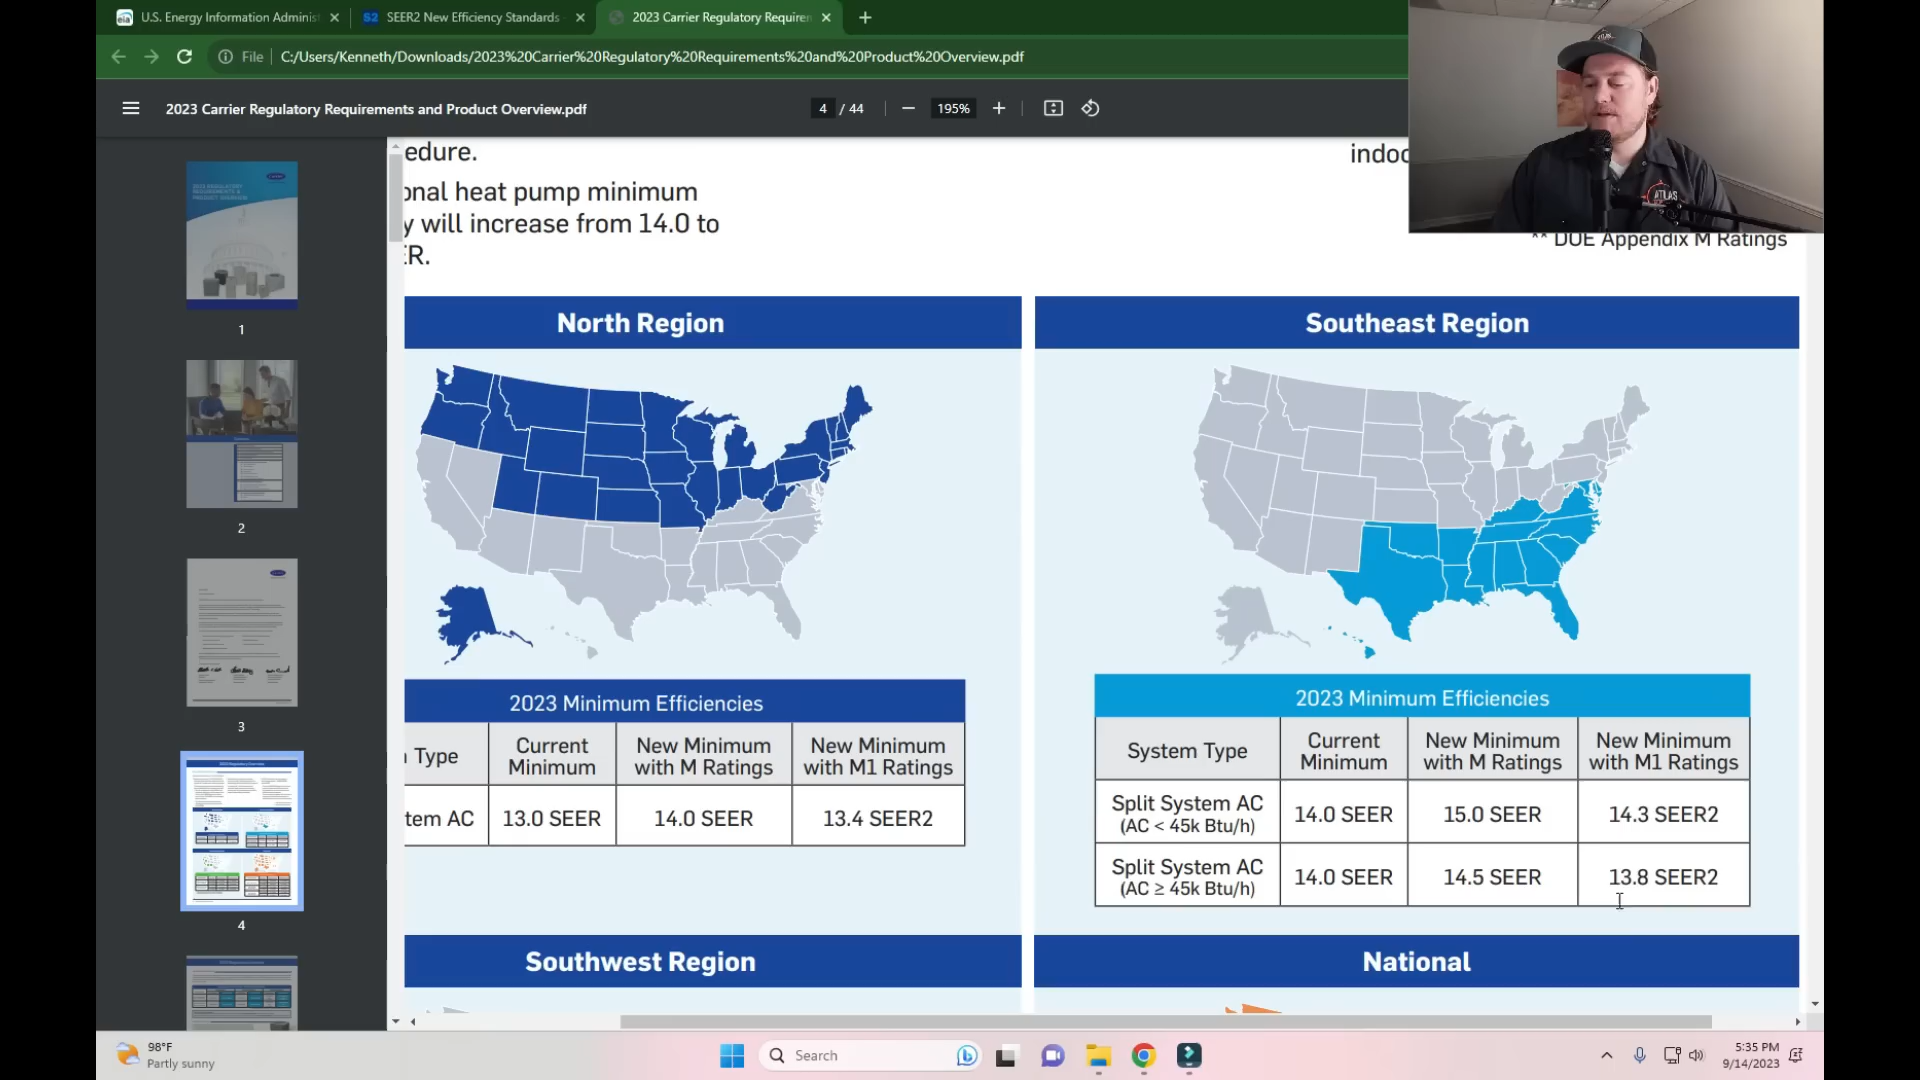 U.S. Energy Information Administ
S2 SEER2 New Efficiency Standards
2023 Carrier Regulatory Requiren
File
C:/Users/Kenneth/Downloads/2023%20Carrier%20Regulatory%20Requirements%20and%20Product%20Overview.pdf
2023 Carrier Regulatory Requirements and Product Overview.pdf
4 / 44
195%
1
2
3
4
edure.
onal heat pump minimum
y will increase from 14.0 to
ER.
indoo
ATLAS
** DOE Appendix M Ratings
North Region
2023 Minimum Efficiencies
Type
Current Minimum
New Minimum with M Ratings
New Minimum with M1 Ratings
tem AC
13.0 SEER
14.0 SEER
13.4 SEER2
Southeast Region
2023 Minimum Efficiencies
System Type
Current Minimum
New Minimum with M Ratings
New Minimum with M1 Ratings
Split System AC
(AC < 45k Btu/h)
14.0 SEER
15.0 SEER
14.3 SEER2
Split System AC
(AC ≥ 45k Btu/h)
14.0 SEER
14.5 SEER
13.8 SEER2
Southwest Region
National
98°F
Partly sunny
Search
5:35 PM
9/14/2023